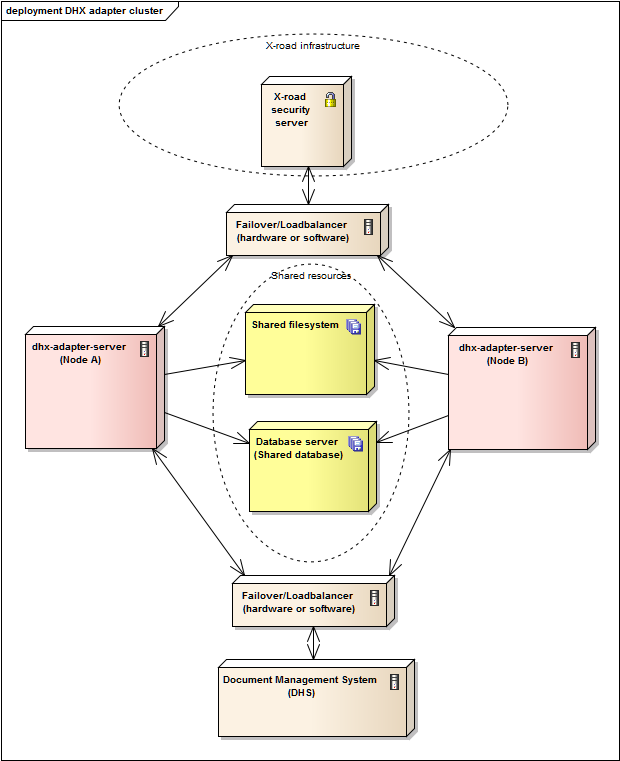 deployment DHX adapter cluster
X-road infrastructure
X-road
security
server
Failover/Loadbalancer
(hardware or software)
Shared resources
Shared filesystem
dhx-adapter-server
(Node A)
dhx-adapter-server
(Node B)
Database server
(Shared database)
Failover/Loadbalancer
(hardware or software)
Document Management System
(DHS)